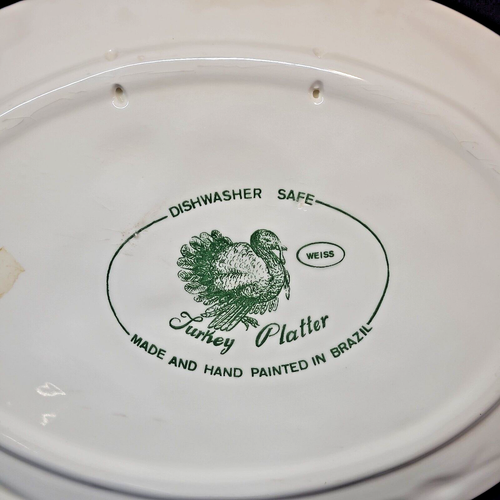 DISHWASHER SAFE
WEISS
Turkey Platter
MADE AND HAND PAINTED IN BRAZIL